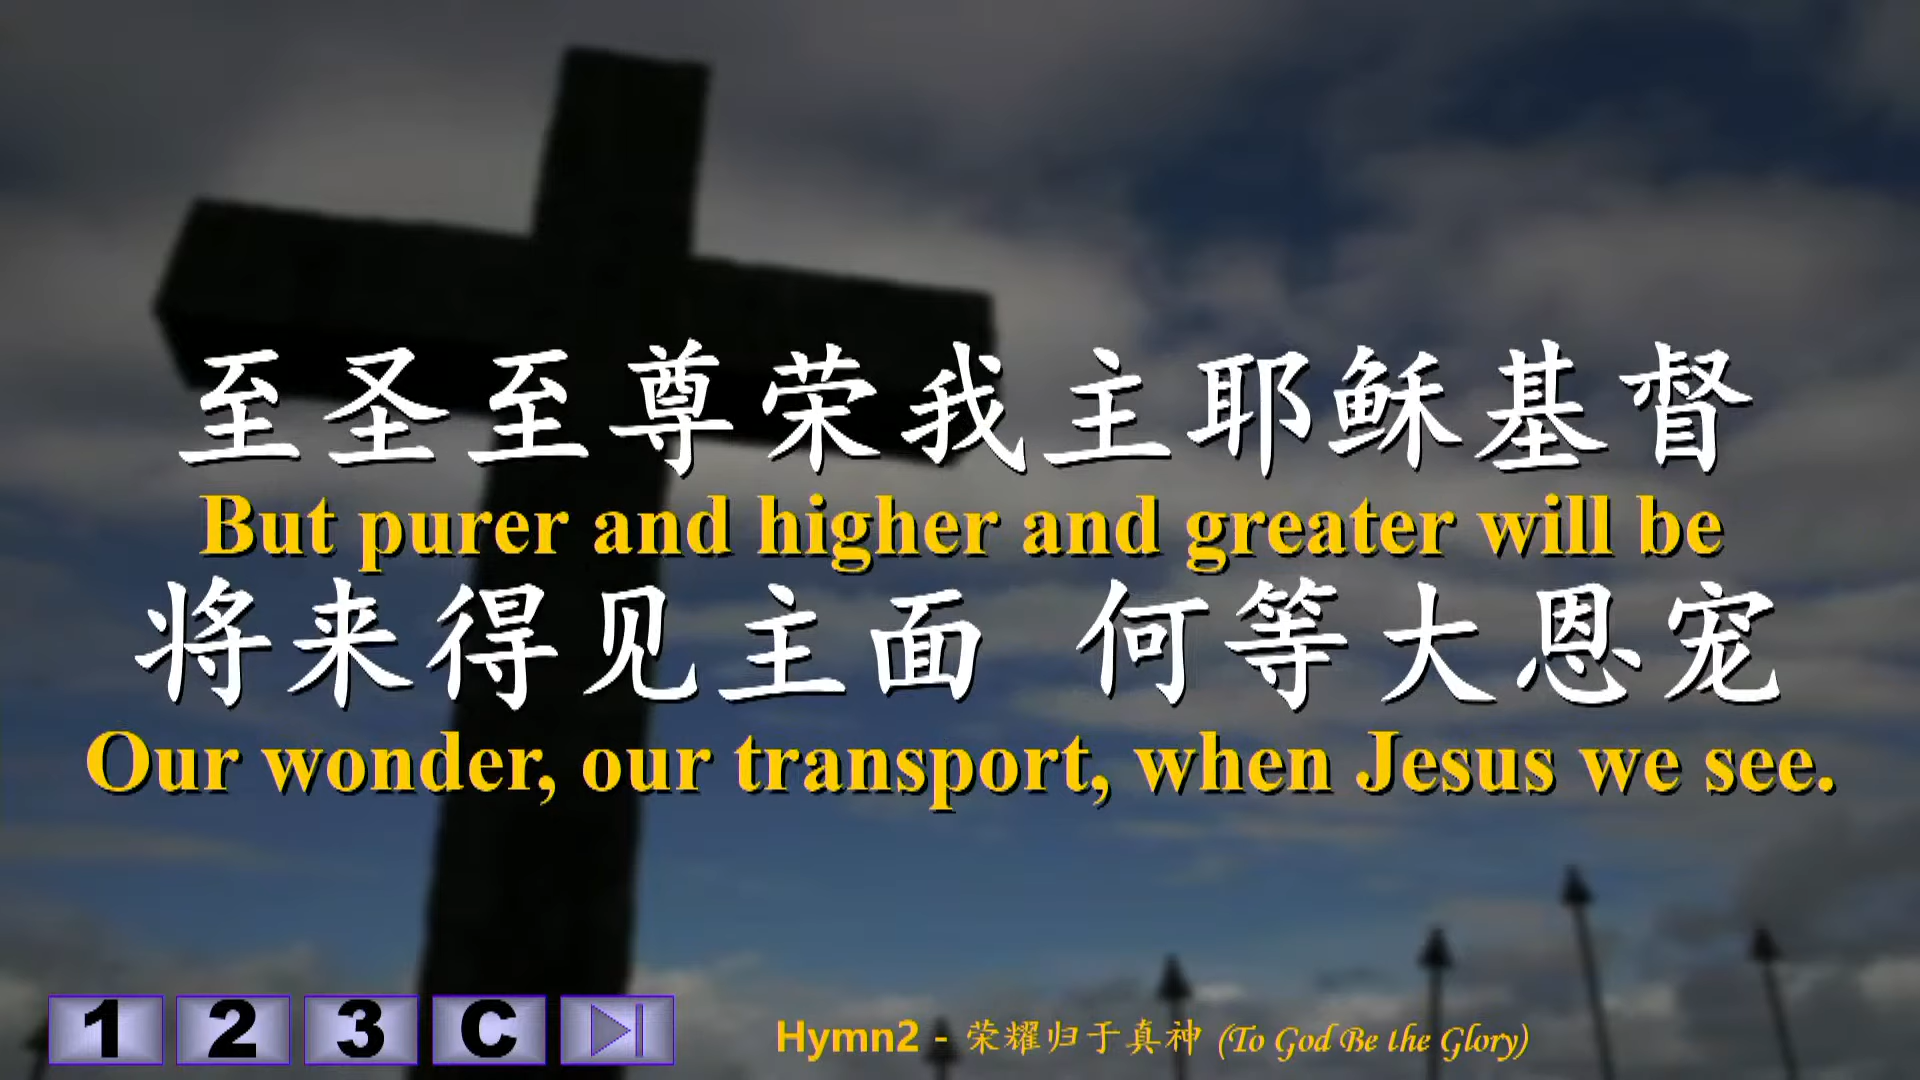 至圣至尊荣我主耶稣基督
But purer and higher and greater will be
将来得见主面 何等大恩宠
Our wonder, our transport, when Jesus we see.
1 2 3 C
Hymn2 - 荣耀归于真神 (To God Be the Glory)